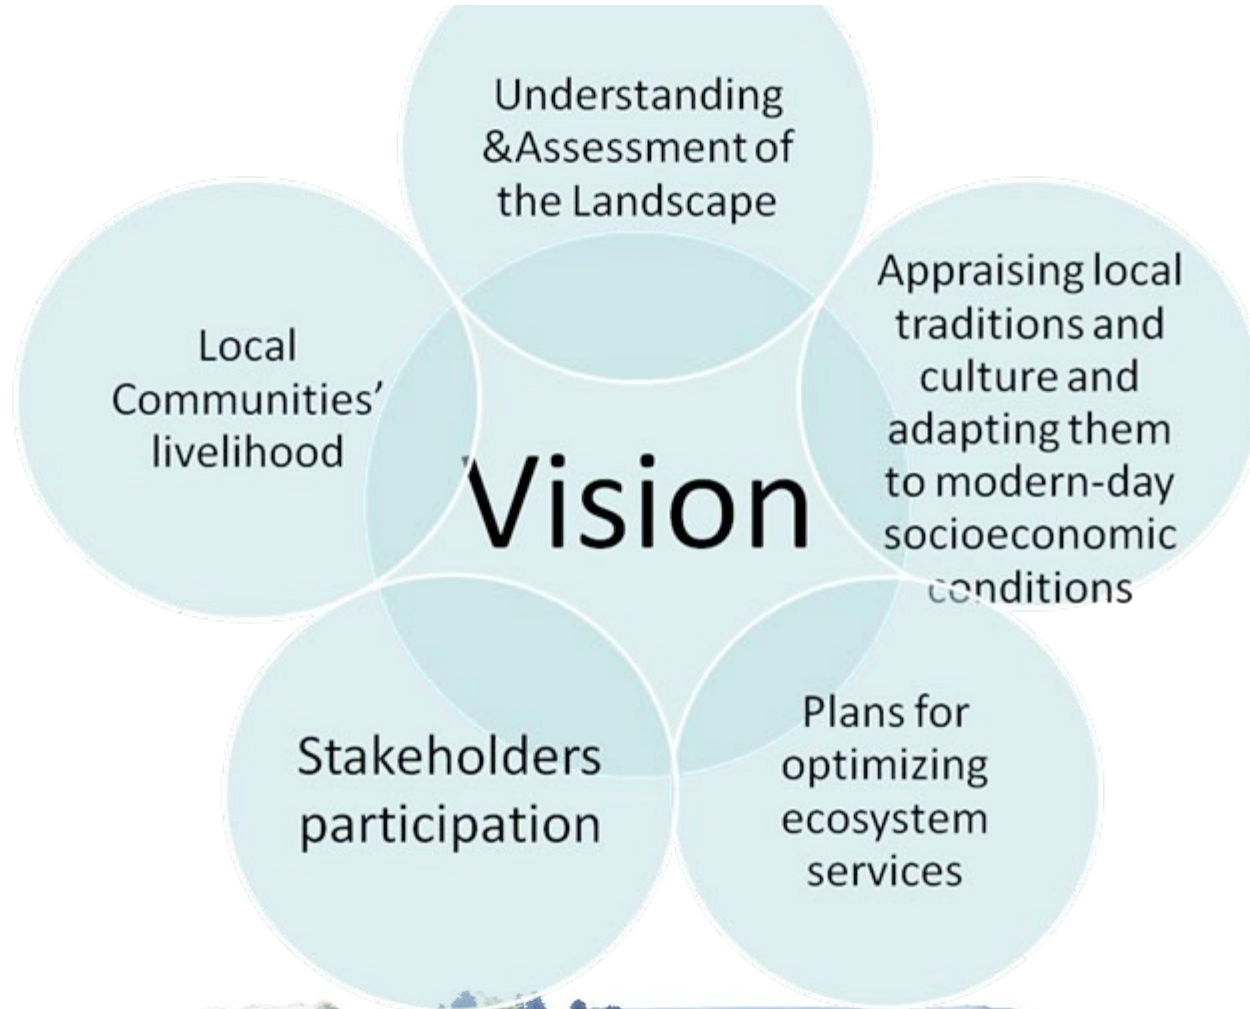 Understanding
&Assessment of
the Landscape
Appraising local
traditions and
culture and
adapting them
to modern-day
socioeconomic
conditions
Plans for
optimizing
ecosystem
services
Stakeholders
participation
Local
Communities’
livelihood
Vision